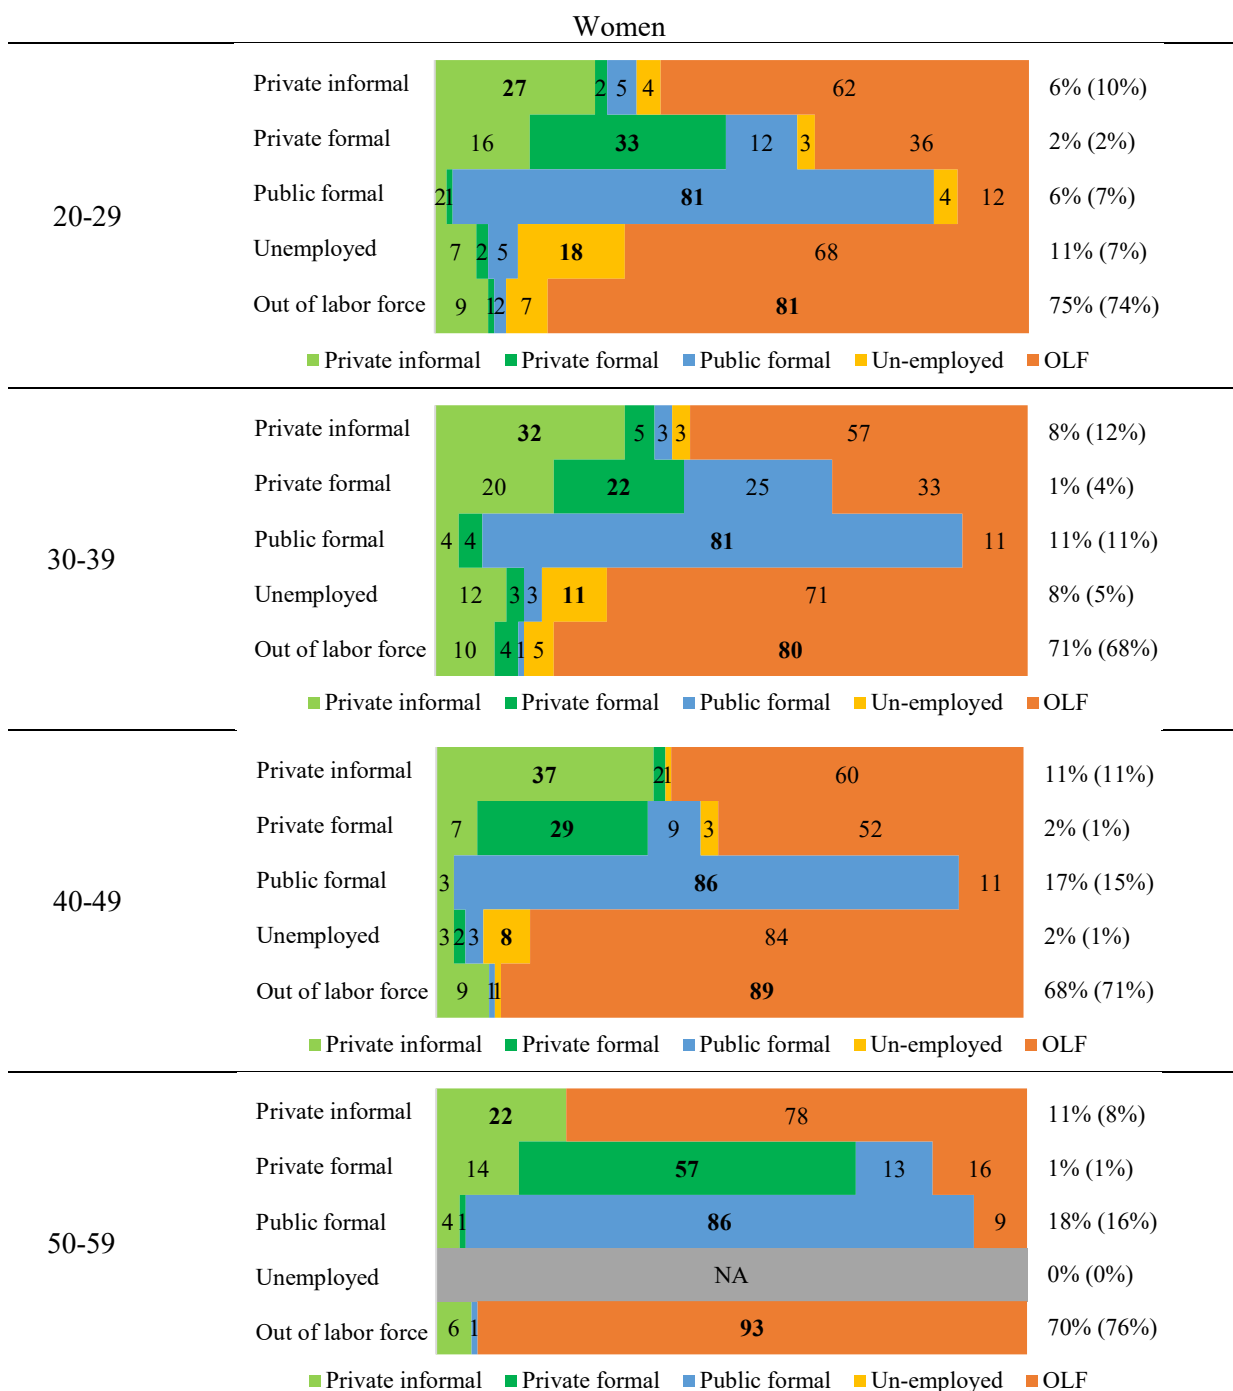 Women
20-29
Private informal 27 2 5 4 62 6% (10%)
Private formal 16 33 12 3 36 2% (2%)
Public formal 2 1 81 4 12 6% (7%)
Unemployed 7 2 5 18 68 11% (7%)
Out of labor force 9 1 2 7 81 75% (74%)
Private informal Private formal Public formal Un-employed OLF
30-39
Private informal 32 5 3 3 57 8% (12%)
Private formal 20 22 25 33 1% (4%)
Public formal 4 4 81 11 11% (11%)
Unemployed 12 3 3 11 71 8% (5%)
Out of labor force 10 4 1 5 80 71% (68%)
Private informal Private formal Public formal Un-employed OLF
40-49
Private informal 37 2 1 60 11% (11%)
Private formal 7 29 9 3 52 2% (1%)
Public formal 3 86 11 17% (15%)
Unemployed 3 2 3 8 84 2% (1%)
Out of labor force 9 1 1 89 68% (71%)
Private informal Private formal Public formal Un-employed OLF
50-59
Private informal 22 78 11% (8%)
Private formal 14 57 13 16 1% (1%)
Public formal 4 1 86 9 18% (16%)
Unemployed NA 0% (0%)
Out of labor force 6 1 93 70% (76%)
Private informal Private formal Public formal Un-employed OLF